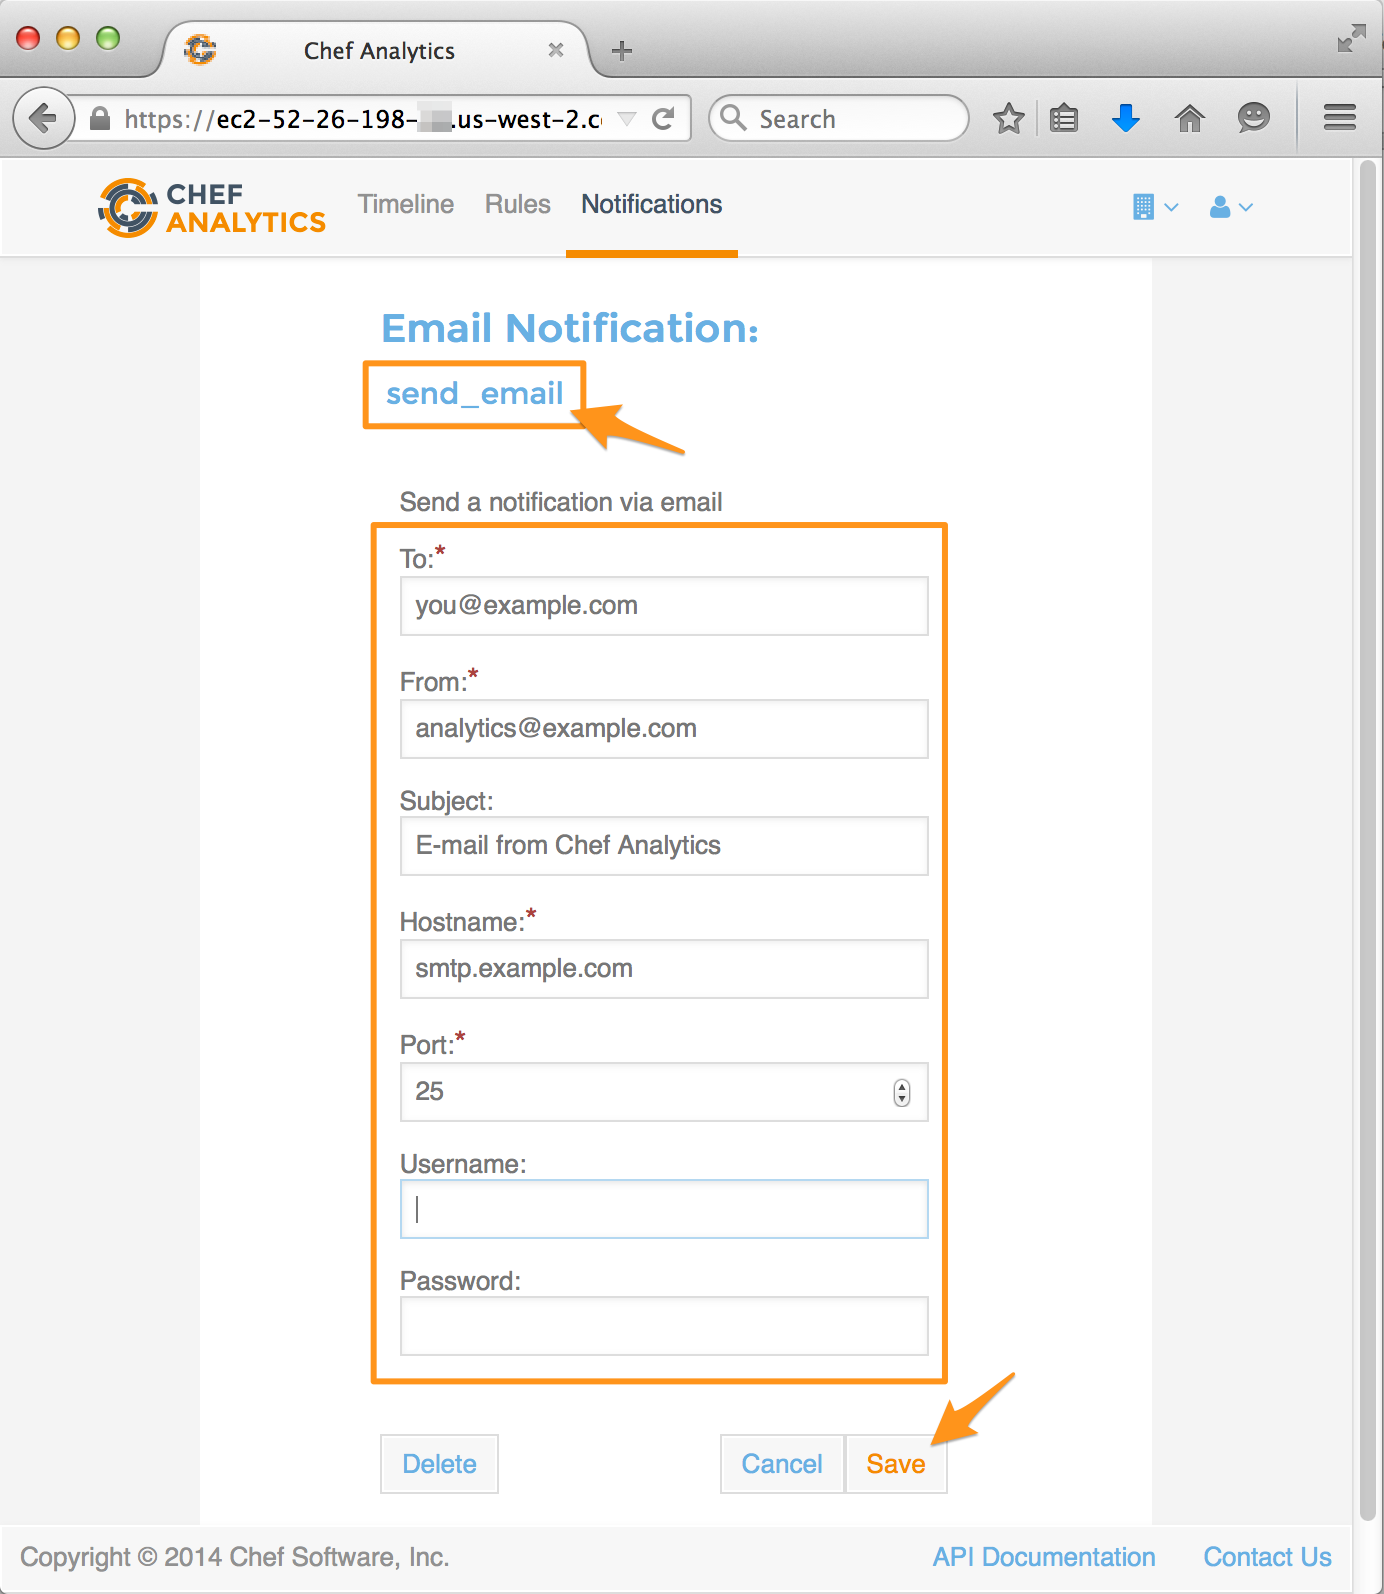 Chef Analytics
https://ec2-52-26-198-.us-west-2.c
Search
CHEF
ANALYTICS
Timeline Rules Notifications
Email Notification:
send_email
Send a notification via email
To:*
you@example.com
From:*
analytics@example.com
Subject:
E-mail from Chef Analytics
Hostname:*
smtp.example.com
Port:*
25
Username:
Password:
Delete Cancel Save
Copyright © 2014 Chef Software, Inc. API Documentation Contact Us